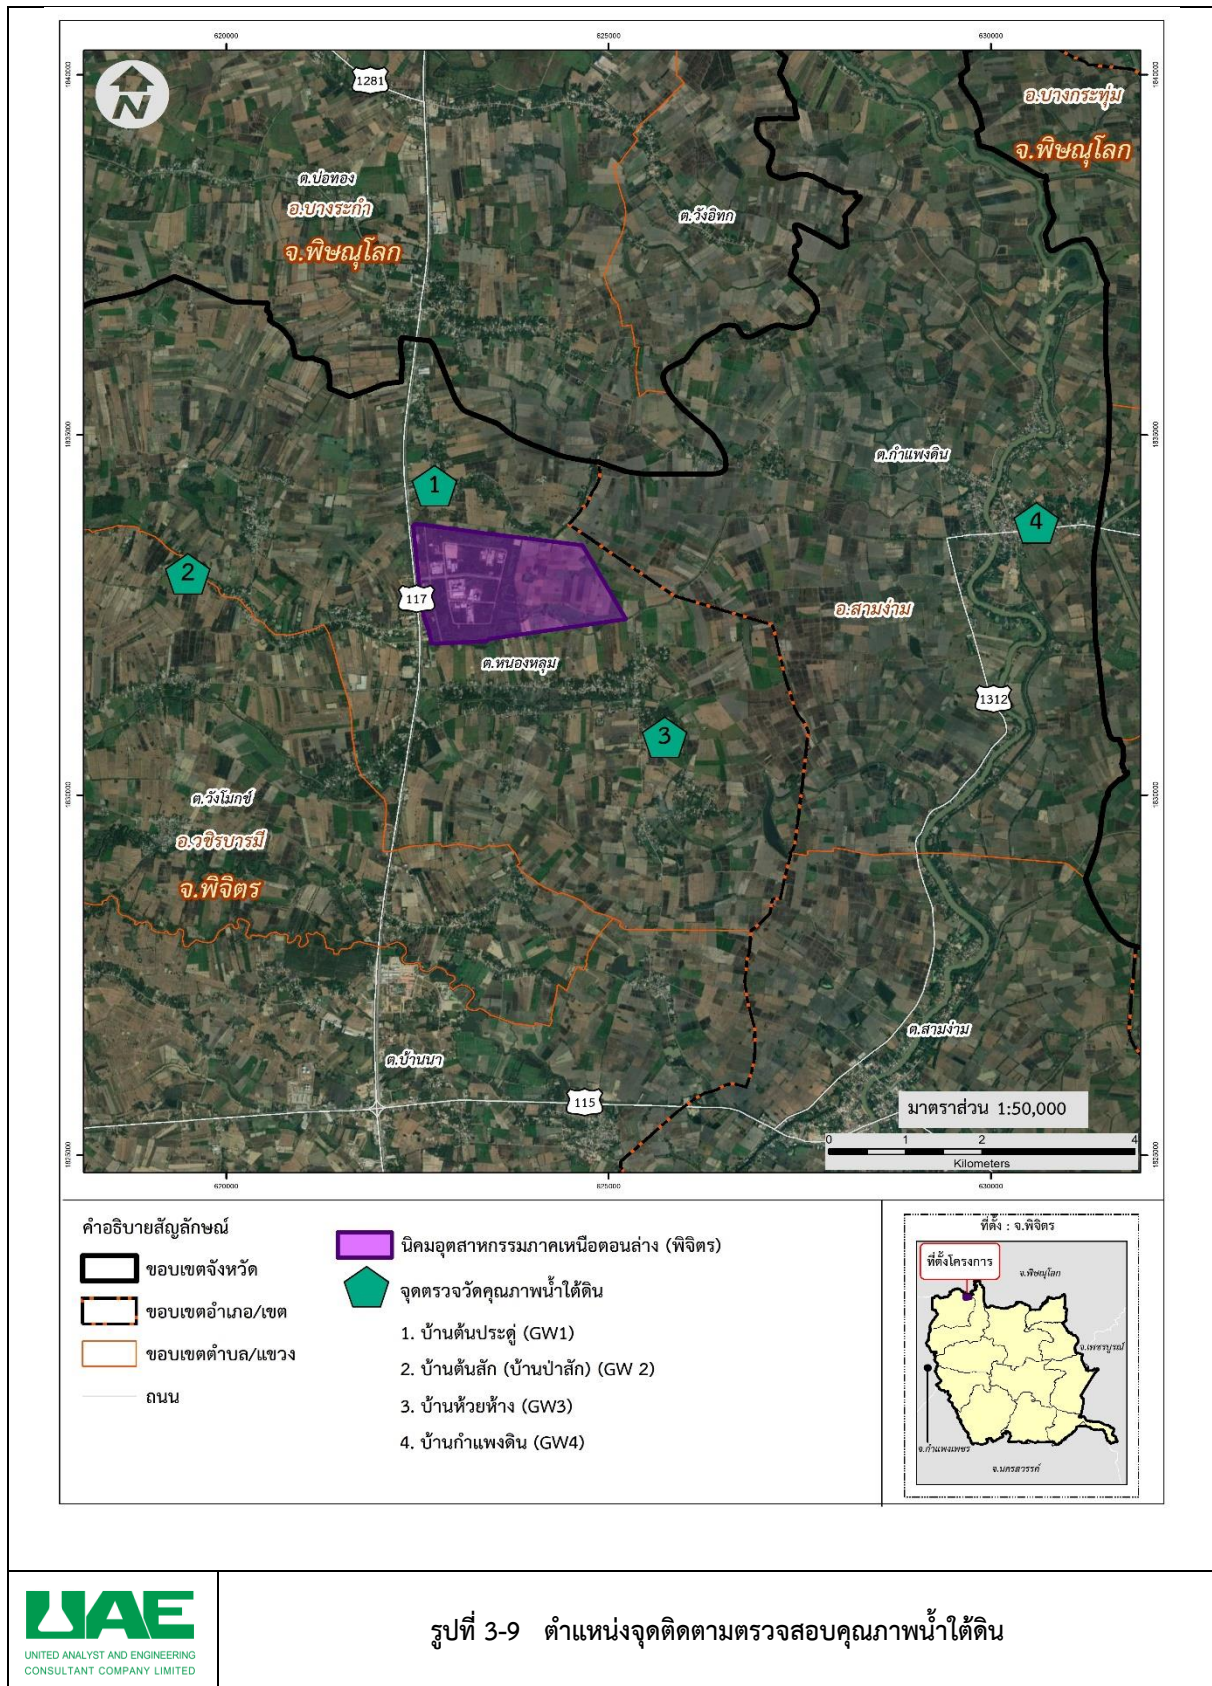 620000
625000
630000
1840000
1840000
N
1281
อ.บางกระทุ่ม
จ.พิษณุโลก
ต.บ่อทอง
อ.บางระกำ
จ.พิษณุโลก
ต.วังอิทก
1835000
1835000
ต.กำแพงดิน
1
4
2
117
อ.สามง่าม
ต.หนองหลุม
1312
3
1830000
1830000
ต.วังโมกข์
อ.วชิรบารมี
จ.พิจิตร
ต.สามง่าม
ต.บ้านนา
115
มาตราส่วน 1:50,000
0 1 2 4
Kilometers
1825000
1825000
620000
625000
630000
คำอธิบายสัญลักษณ์
ขอบเขตจังหวัด
ขอบเขตอำเภอ/เขต
ขอบเขตตำบล/แขวง
ถนน
นิคมอุตสาหกรรมภาคเหนือตอนล่าง (พิจิตร)
จุดตรวจวัดคุณภาพน้ำใต้ดิน
1. บ้านต้นประดู่ (GW1)
2. บ้านต้นสัก (บ้านป่าสัก) (GW 2)
3. บ้านห้วยห้าง (GW3)
4. บ้านกำแพงดิน (GW4)
ที่ตั้ง : จ.พิจิตร
ที่ตั้งโครงการ
จ.พิษณุโลก
จ.เพชรบูรณ์
จ.กำแพงเพชร
จ.นครสวรรค์
UAE
UNITED ANALYST AND ENGINEERING
CONSULTANT COMPANY LIMITED
รูปที่ 3-9 ตำแหน่งจุดติดตามตรวจสอบคุณภาพน้ำใต้ดิน